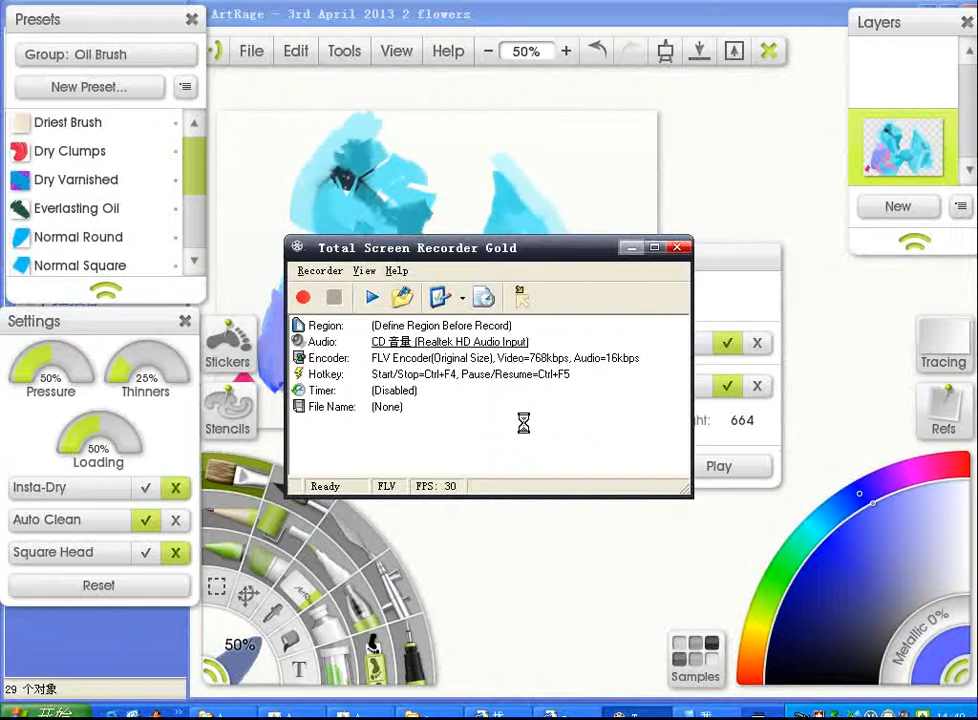 Presets
Group: Oil Brush
New Preset...
Driest Brush
Dry Clumps
Dry Varnished
Everlasting Oil
Normal Round
Normal Square
ArtRage - 3rd April 2013 2 flowers
File Edit Tools View Help 50%
Layers
New
Settings
50%
Pressure
25%
Thinners
50%
Loading
Insta-Dry
Auto Clean
Square Head
Reset
Stickers
Stencils
Total Screen Recorder Gold
Recorder View Help
Region: (Define Region Before Record)
Audio: CD 音量 (Realtek HD Audio Input)
Encoder: FLV Encoder(Original Size), Video=768kbps, Audio=16kbps
Hotkey: Start/Stop=Ctrl+F4, Pause/Resume=Ctrl+F5
Timer: (Disabled)
File Name: (None)
Ready FLV FPS: 30
ht: 664
Play
Tracing
Refs
50%
T
Samples
Metallic 0%
29 个对象
开始